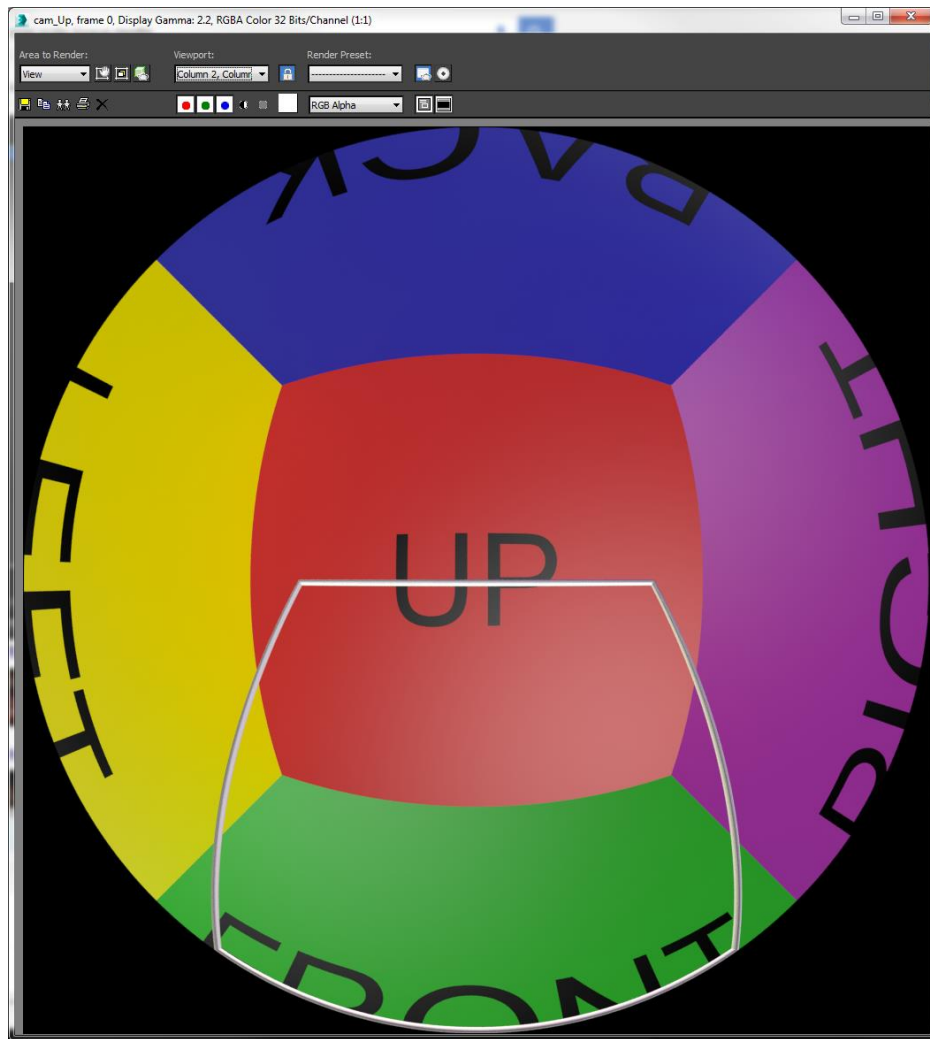 cam_Up, frame 0, Display Gamma: 2.2, RGBA Color 32 Bits/Channel (1:1)
Area to Render: Viewport: Render Preset:
View Column 2, Column
RGB Alpha
BACK
LEFT
UP
RIGHT
FRONT